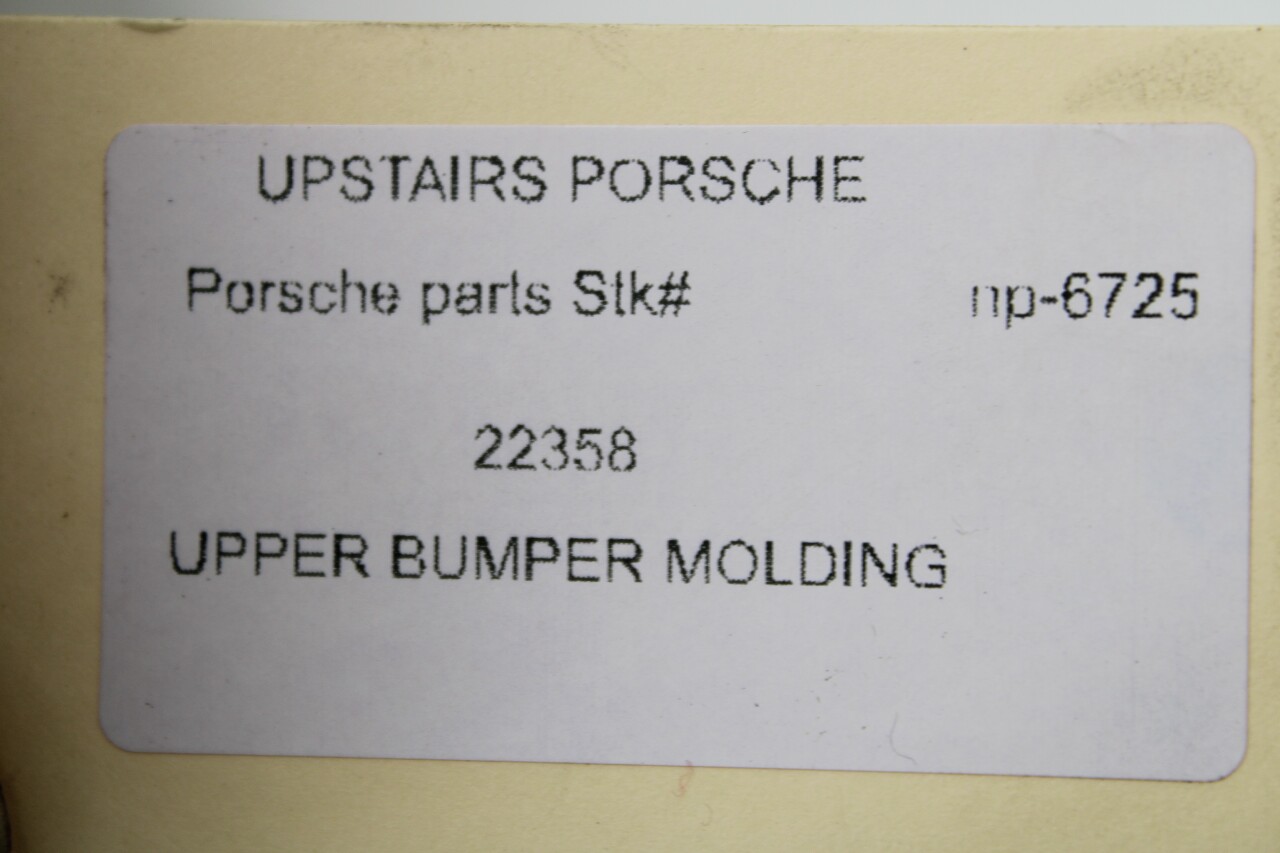 UPSTAIRS PORSCHE
Porsche parts Stk# np-6725
22358
UPPER BUMPER MOLDING